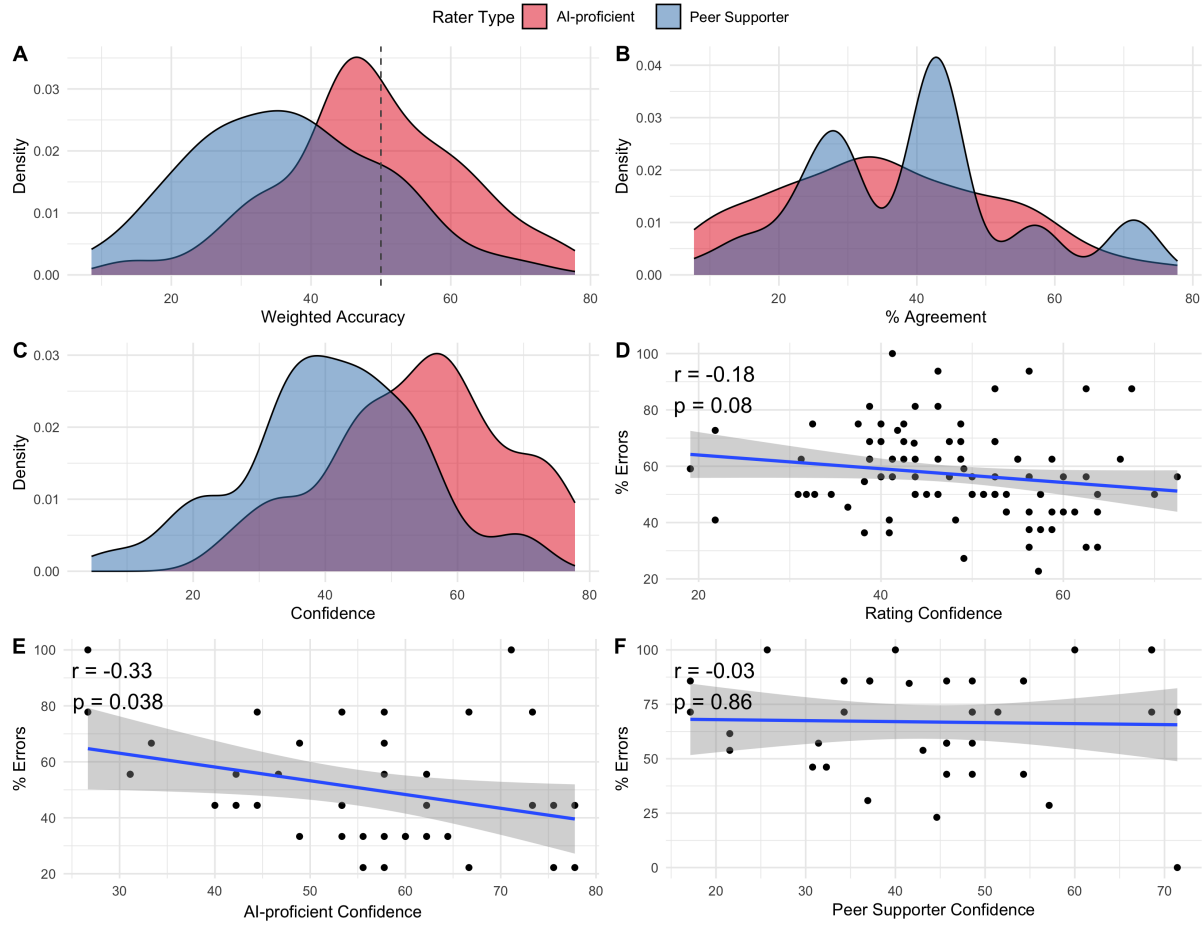 Rater Type AI-proficient Peer Supporter
A
Density
0.03
0.02
0.01
0.00
20 40 60 80
Weighted Accuracy
B
Density
0.04
0.03
0.02
0.01
0.00
20 40 60 80
% Agreement
C
Density
0.03
0.02
0.01
0.00
20 40 60 80
Confidence
D
% Errors
100
80
60
40
20
r = -0.18
p = 0.08
20 40 60
Rating Confidence
E
% Errors
100
80
60
40
20
r = -0.33
p = 0.038
30 40 50 60 70 80
AI-proficient Confidence
F
% Errors
100
75
50
25
0
r = -0.03
p = 0.86
20 30 40 50 60 70
Peer Supporter Confidence